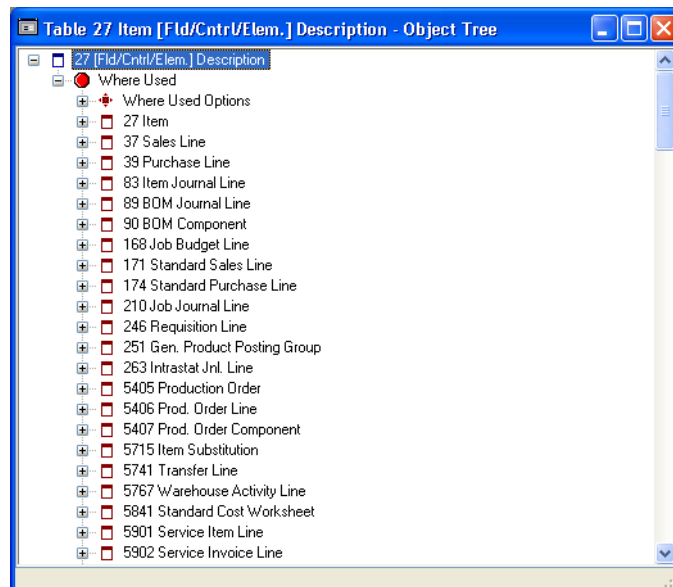 Table 27 Item [Fld/Cntrl/Elem.] Description - Object Tree
27 [Fld/Cntrl/Elem.] Description
Where Used
Where Used Options
27 Item
37 Sales Line
39 Purchase Line
83 Item Journal Line
89 BOM Journal Line
90 BOM Component
168 Job Budget Line
171 Standard Sales Line
174 Standard Purchase Line
210 Job Journal Line
246 Requisition Line
251 Gen. Product Posting Group
263 Intrastat Jnl. Line
5405 Production Order
5406 Prod. Order Line
5407 Prod. Order Component
5715 Item Substitution
5741 Transfer Line
5767 Warehouse Activity Line
5841 Standard Cost Worksheet
5901 Service Item Line
5902 Service Invoice Line